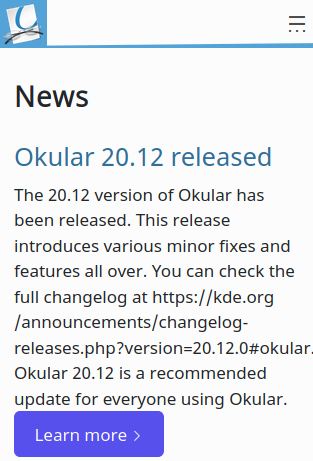 News
Okular 20.12 released
The 20.12 version of Okular has
been released. This release
introduces various minor fixes and
features all over. You can check the
full changelog at https://kde.org
/announcements/changelog-
releases.php?version=20.12.0#okular.
Okular 20.12 is a recommended
update for everyone using Okular.
Learn more